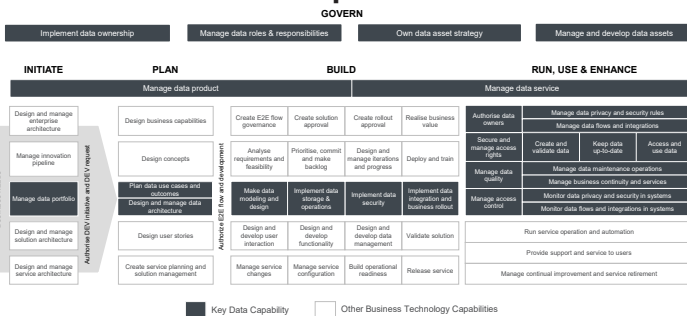 GOVERN
Implement data ownership
Manage data roles & responsibilities
Own data asset strategy
Manage and develop data assets
INITIATE
PLAN
BUILD
RUN, USE & ENHANCE
Manage data product
Manage data service
Design and manage
enterprise
architecture
Manage innovation
pipeline
Manage data portfolio
Design and manage
solution architecture
Design and manage
service architecture
Authorise DEV initiative and DEV request
Design business capabilities
Design concepts
Plan data use cases and
outcomes
Design and manage data
architecture
Design user stories
Create service planning and
solution management
Authorize E2E flow and development
Create E2E flow
governance
Create solution
approval
Create rollout
approval
Realise business
value
Analyse
requirements and
feasibility
Prioritise, commit
and make
backlog
Design and
manage iterations
and progress
Deploy and train
Make data
modeling and
design
Implement data
storage &
operations
Implement data
security
Implement data
integration and
business rollout
Design and
develop user
interaction
Design and
develop
functionality
Design and
develop data
management
Validate solution
Manage service
changes
Manage service
configuration
Build operational
readiness
Release service
Authorise data
owners
Manage data privacy and security rules
Manage data flows and integrations
Secure and
manage access
rights
Create and
validate data
Keep data
up-to-date
Access and
use data
Manage data
quality
Manage data maintenance operations
Manage business continuity and services
Manage access
control
Monitor data privacy and security in systems
Monitor data flows and integrations in systems
Run service operation and automation
Provide support and service to users
Manage continual improvement and service retirement
Key Data Capability
Other Business Technology Capabilities